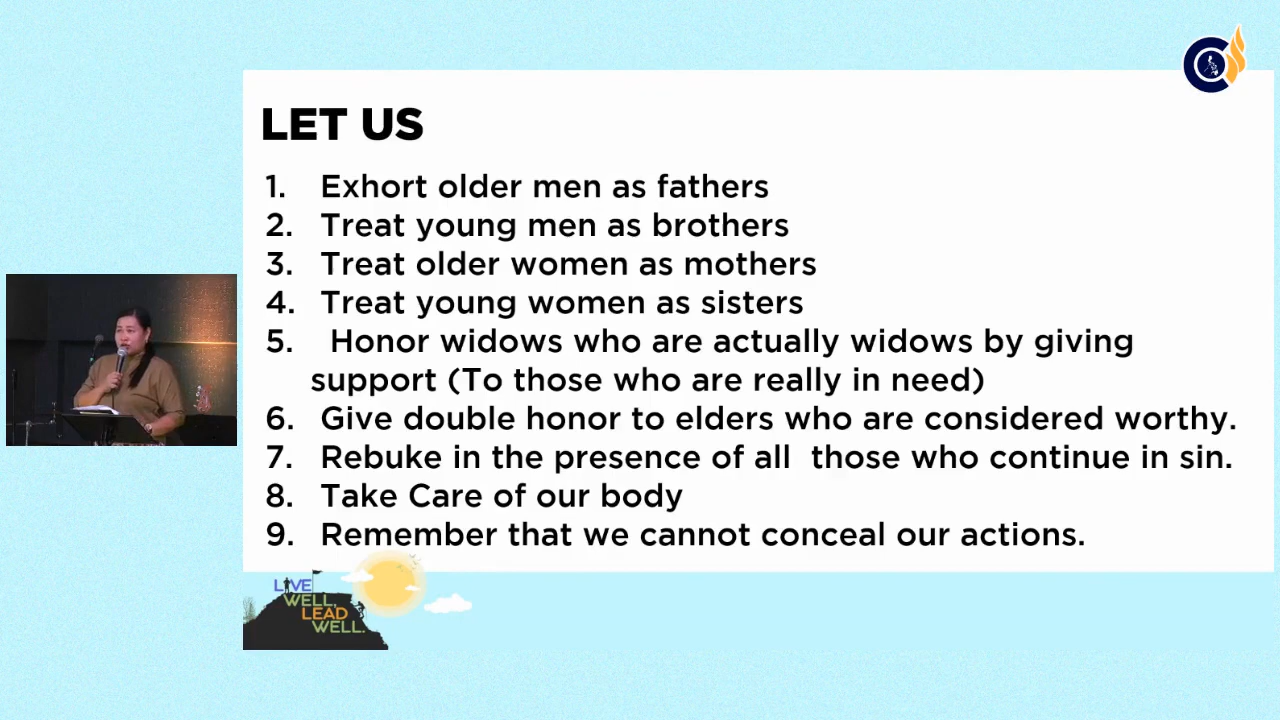 LET US
1. Exhort older men as fathers
2. Treat young men as brothers
3. Treat older women as mothers
4. Treat young women as sisters
5. Honor widows who are actually widows by giving
support (To those who are really in need)
6. Give double honor to elders who are considered worthy.
7. Rebuke in the presence of all those who continue in sin.
8. Take Care of our body
9. Remember that we cannot conceal our actions.
LIVE
WELL,
LEAD
WELL.